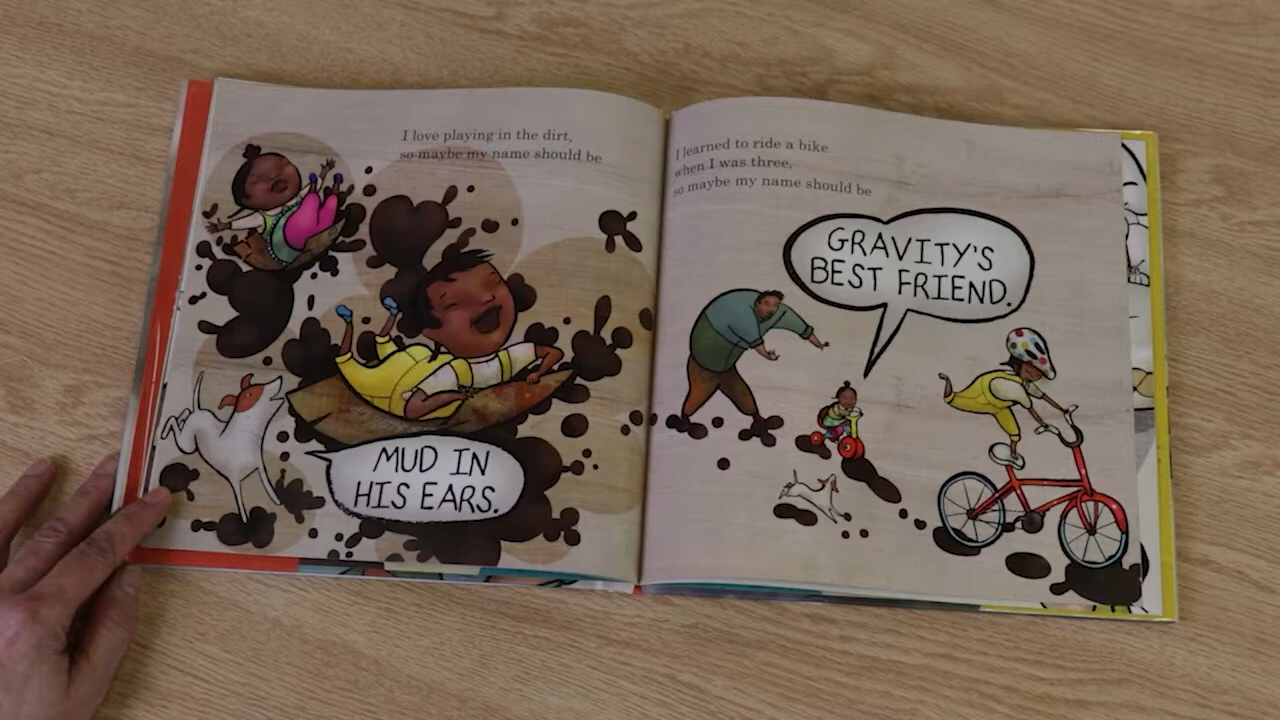 I love playing in the dirt,
so maybe my name should be
MUD IN
HIS EARS.
I learned to ride a bike
when I was three,
so maybe my name should be
GRAVITY'S
BEST FRIEND.